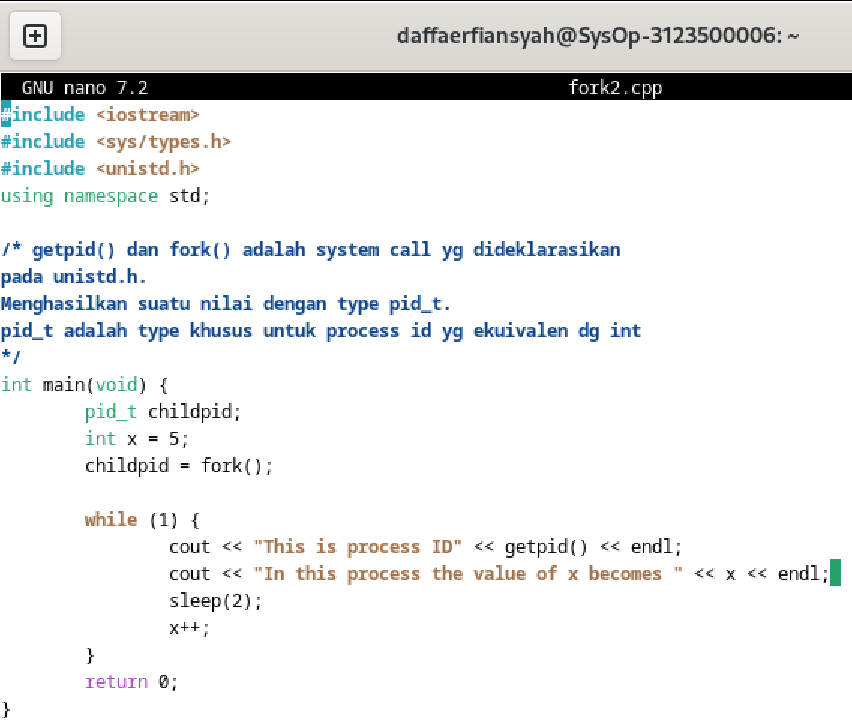 daffaerfiansyah@SysOp-3123500006: ~
GNU nano 7.2 fork2.cpp
#include <iostream>
#include <sys/types.h>
#include <unistd.h>
using namespace std;

/* getpid() dan fork() adalah system call yg dideklarasikan
pada unistd.h.
Menghasilkan suatu nilai dengan type pid_t.
pid_t adalah type khusus untuk process id yg ekuivalen dg int
*/
int main(void) {
        pid_t childpid;
        int x = 5;
        childpid = fork();

        while (1) {
                cout << "This is process ID" << getpid() << endl;
                cout << "In this process the value of x becomes " << x << endl;
                sleep(2);
                x++;
        }
        return 0;
}